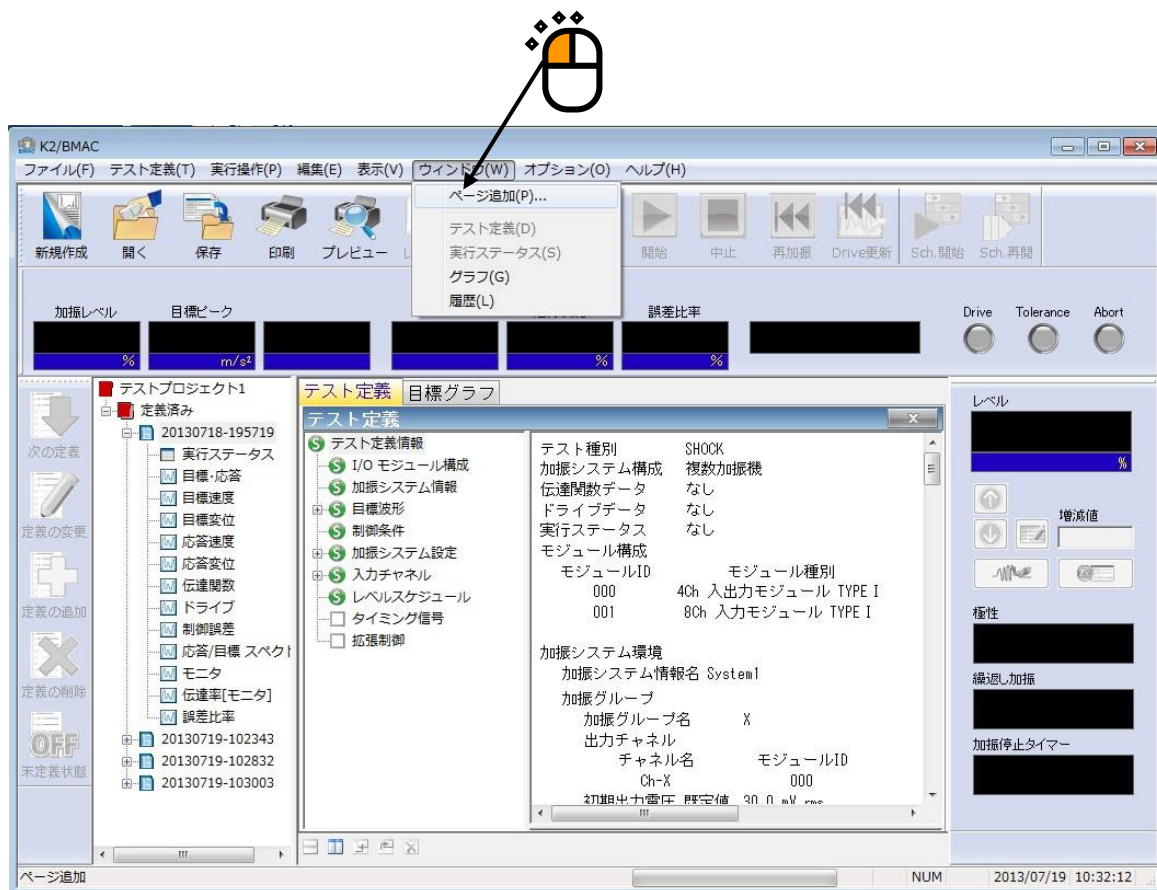 K2/BMAC
ファイル(F) テスト定義(T) 実行操作(P) 編集(E) 表示(V) ウィンドウ(W) オプション(O) ヘルプ(H)
ページ追加(P)...
テスト定義(D)
実行ステータス(S)
グラフ(G)
履歴(L)
新規作成 開く 保存 印刷 プレビュー 開始 中止 再加振 Drive更新 Sch.開始 Sch.再開
加振レベル 目標ピーク 誤差比率 Drive Tolerance Abort
% m/s² % %
次の定義
定義の変更
定義の追加
定義の削除
OFF
未定義状態
テストプロジェクト1
定義済み
20130718-195719
実行ステータス
目標・応答
目標速度
目標変位
応答速度
応答変位
伝達関数
ドライブ
制御誤差
応答/目標 スペクト
モニタ
伝達率[モニタ]
誤差比率
20130719-102343
20130719-102832
20130719-103003
テスト定義 目標グラフ
テスト定義
テスト定義情報
I/O モジュール構成
加振システム情報
目標波形
制御条件
加振システム設定
入力チャネル
レベルスケジュール
タイミング信号
拡張制御
テスト種別 SHOCK
加振システム構成 複数加振機
伝達関数データ なし
ドライブデータ なし
実行ステータス なし
モジュール構成
モジュールID モジュール種別
000 4Ch 入出力モジュール TYPE I
001 8Ch 入力モジュール TYPE I
加振システム環境
加振システム情報名 System1
加振グループ
加振グループ名 X
出力チャネル
チャネル名 モジュールID
Ch-X 000
初期出力電圧 既定値 30.0 mV rms
レベル
%
増減値
極性
繰返し加振
加振停止タイマー
ページ追加 NUM 2013/07/19 10:32:12